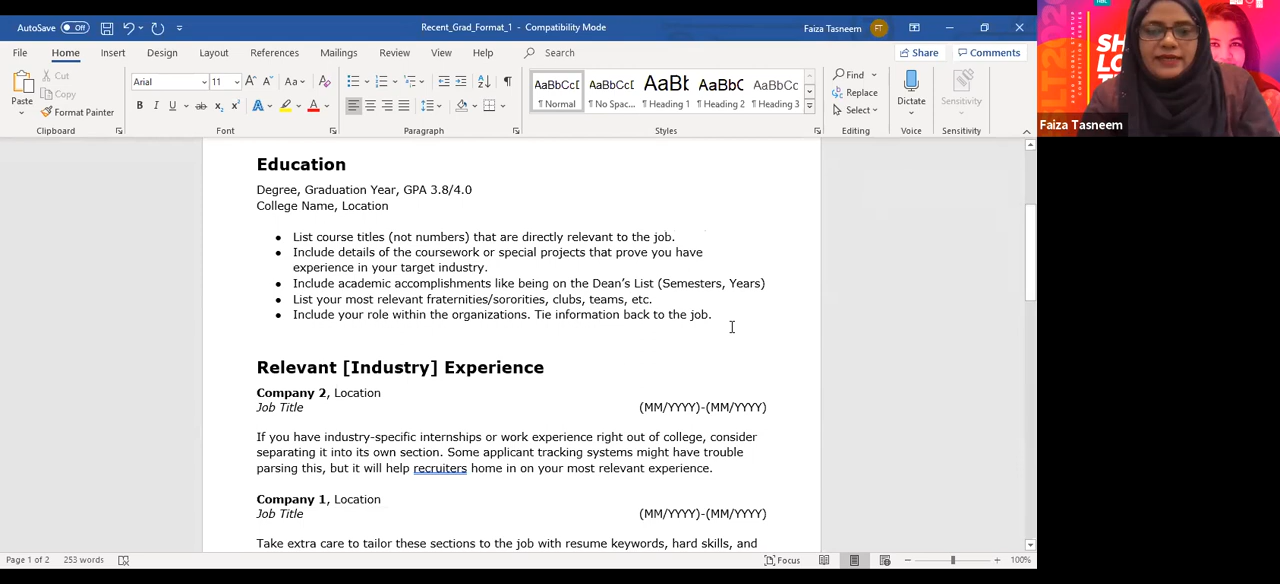 AutoSave Off Recent_Grad_Format_1 - Compatibility Mode Faiza Tasneem FT
File Home Insert Design Layout References Mailings Review View Help Search Share Comments
Paste Cut Copy Format Painter
Arial 11 Aa
B I U ab x₂ x² A A
AaBbCcI AaBbCcI AaBb AaBbCc AaBbCc
¶ Normal ¶ No Spac... ¶ Heading 1 ¶ Heading 2 ¶ Heading 3
Find Replace Select Dictate Sensitivity
Clipboard Font Paragraph Styles Editing Voice Sensitivity
Education
Degree, Graduation Year, GPA 3.8/4.0
College Name, Location
• List course titles (not numbers) that are directly relevant to the job.
• Include details of the coursework or special projects that prove you have
experience in your target industry.
• Include academic accomplishments like being on the Dean’s List (Semesters, Years)
• List your most relevant fraternities/sororities, clubs, teams, etc.
• Include your role within the organizations. Tie information back to the job.
Relevant [Industry] Experience
Company 2, Location
Job Title (MM/YYYY)-(MM/YYYY)
If you have industry-specific internships or work experience right out of college, consider
separating it into its own section. Some applicant tracking systems might have trouble
parsing this, but it will help recruiters home in on your most relevant experience.
Company 1, Location
Job Title (MM/YYYY)-(MM/YYYY)
Take extra care to tailor these sections to the job with resume keywords, hard skills, and
Page 1 of 2 253 words Focus 100%
SH
LO
Faiza Tasneem